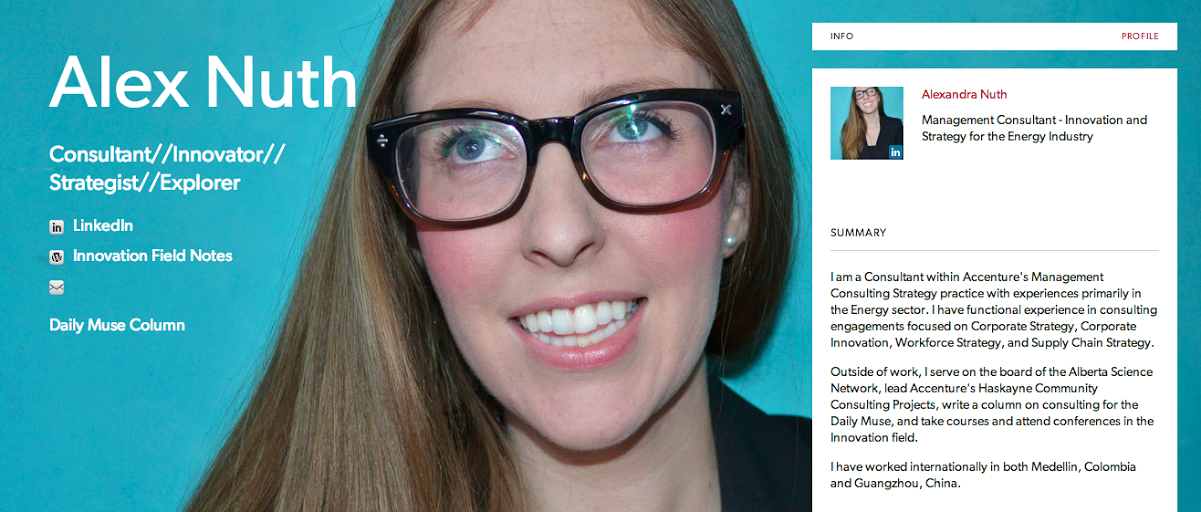 Alex Nuth
Consultant//Innovator//
Strategist//Explorer
in LinkedIn
Innovation Field Notes
Daily Muse Column
INFO
PROFILE
Alexandra Nuth
Management Consultant - Innovation and
Strategy for the Energy Industry
in
SUMMARY
I am a Consultant within Accenture's Management
Consulting Strategy practice with experiences primarily in
the Energy sector. I have functional experience in consulting
engagements focused on Corporate Strategy, Corporate
Innovation, Workforce Strategy, and Supply Chain Strategy.
Outside of work, I serve on the board of the Alberta Science
Network, lead Accenture's Haskayne Community
Consulting Projects, write a column on consulting for the
Daily Muse, and take courses and attend conferences in the
Innovation field.
I have worked internationally in both Medellin, Colombia
and Guangzhou, China.